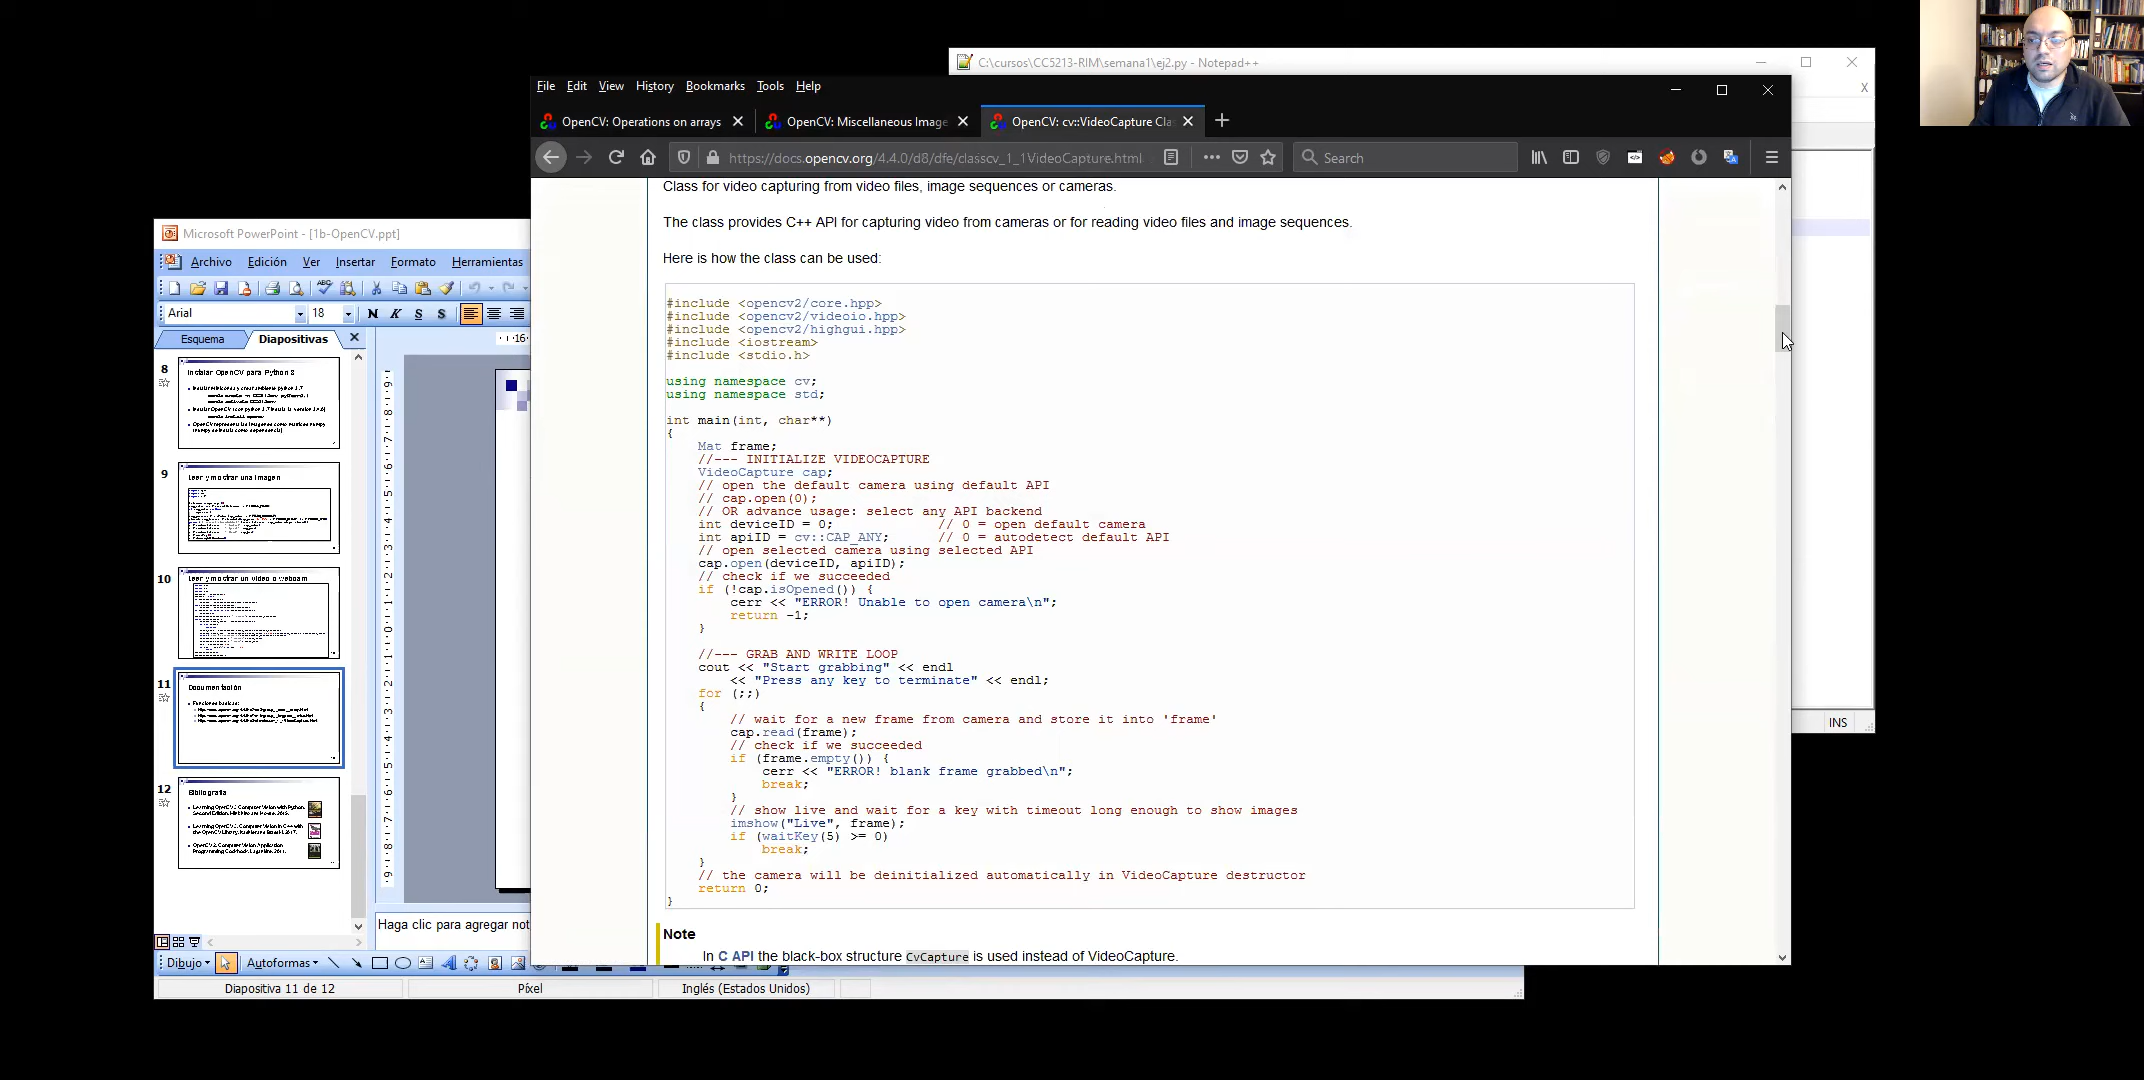 C:\cursos\CC5213-RIM\semana1\ej2.py - Notepad++
File Edit View History Bookmarks Tools Help
OpenCV: Operations on arrays
OpenCV: Miscellaneous Image
OpenCV: cv::VideoCapture Cla
https://docs.opencv.org/4.4.0/d8/dfe/classcv_1_1VideoCapture.html
Search
Class for video capturing from video files, image sequences or cameras.
The class provides C++ API for capturing video from cameras or for reading video files and image sequences.
Here is how the class can be used:
#include <opencv2/core.hpp>
#include <opencv2/videoio.hpp>
#include <opencv2/highgui.hpp>
#include <iostream>
#include <stdio.h>
using namespace cv;
using namespace std;
int main(int, char**)
{
Mat frame;
//--- INITIALIZE VIDEOCAPTURE
VideoCapture cap;
// open the default camera using default API
// cap.open(0);
// OR advance usage: select any API backend
int deviceID = 0; // 0 = open default camera
int apiID = cv::CAP_ANY; // 0 = autodetect default API
// open selected camera using selected API
cap.open(deviceID, apiID);
// check if we succeeded
if (!cap.isOpened()) {
cerr << "ERROR! Unable to open camera\n";
return -1;
}
//--- GRAB AND WRITE LOOP
cout << "Start grabbing" << endl
<< "Press any key to terminate" << endl;
for (;;)
{
// wait for a new frame from camera and store it into 'frame'
cap.read(frame);
// check if we succeeded
if (frame.empty()) {
cerr << "ERROR! blank frame grabbed\n";
break;
}
// show live and wait for a key with timeout long enough to show images
imshow("Live", frame);
if (waitKey(5) >= 0)
break;
}
// the camera will be deinitialized automatically in VideoCapture destructor
return 0;
}
Note
In C API the black-box structure CvCapture is used instead of VideoCapture.
INS
Microsoft PowerPoint - [1b-OpenCV.ppt]
Archivo Edición Ver Insertar Formato Herramientas
Arial 18 N K S S
Esquema Diapositivas
8
Instalar OpenCV para Python 3
9
Leer y mostrar una imagen
10
Leer y mostrar un video o webcam
11
Documentación
Funciones básicas:
12
Bibliografía
Haga clic para agregar not
Dibujo Autoformas
Diapositiva 11 de 12 Píxel Inglés (Estados Unidos)